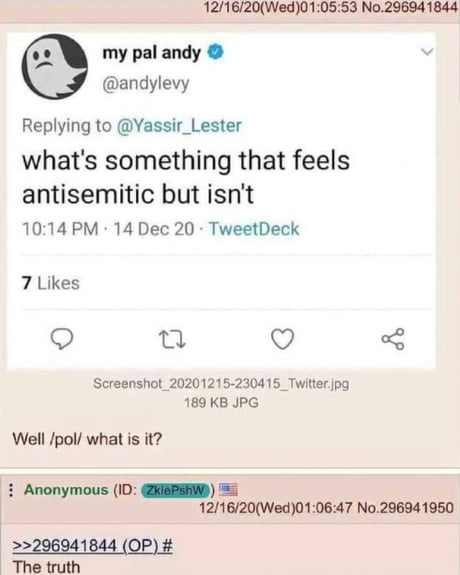 12/16/20(Wed)01:05:53 No.296941844
my pal andy
@andylevy
Replying to @Yassir_Lester
what's something that feels
antisemitic but isn't
10:14 PM · 14 Dec 20 · TweetDeck
7 Likes
Screenshot_20201215-230415_Twitter.jpg
189 KB JPG
Well /pol/ what is it?
Anonymous (ID: ZklePshW)
12/16/20(Wed)01:06:47 No.296941950
>>296941844 (OP) #
The truth